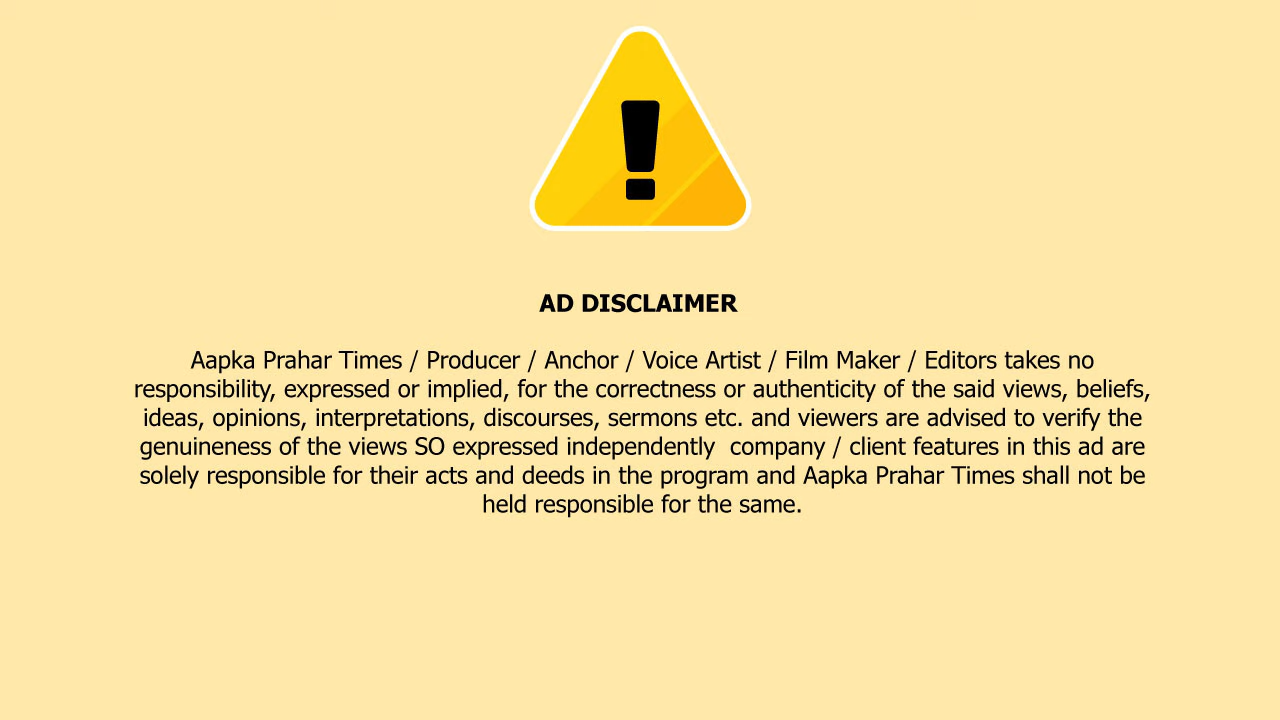 AD DISCLAIMER
Aapka Prahar Times / Producer / Anchor / Voice Artist / Film Maker / Editors takes no
responsibility, expressed or implied, for the correctness or authenticity of the said views, beliefs,
ideas, opinions, interpretations, discourses, sermons etc. and viewers are advised to verify the
genuineness of the views SO expressed independently  company / client features in this ad are
solely responsible for their acts and deeds in the program and Aapka Prahar Times shall not be
held responsible for the same.